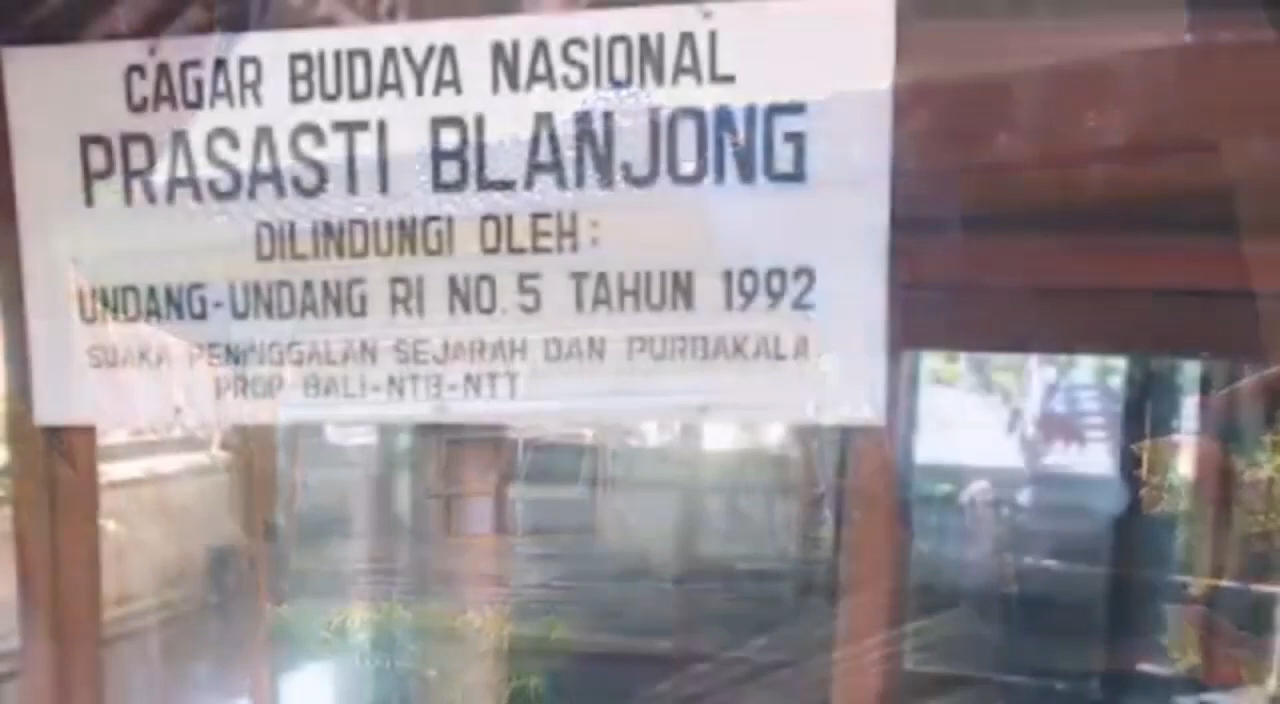 CAGAR BUDAYA NASIONAL
PRASASTI BLANJONG
DILINDUNGI OLEH:
UNDANG-UNDANG RI NO. 5 TAHUN 1992
SUAKA PENINGGALAN SEJARAH DAN PURBAKALA
PROP BALI-NTB-NTT